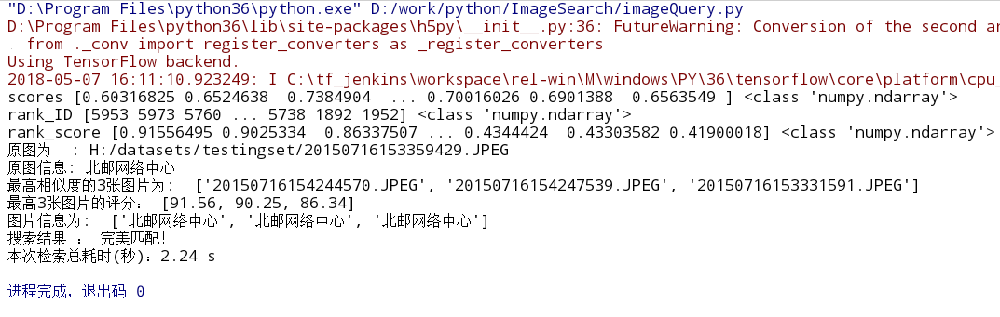 "D:\Program Files\python36\python.exe" D:/work/python/ImageSearch/imageQuery.py
D:\Program Files\python36\lib\site-packages\h5py\__init__.py:36: FutureWarning: Conversion of the second ar
from ._conv import register_converters as _register_converters
Using TensorFlow backend.
2018-05-07 16:11:10.923249: I C:\tf_jenkins\workspace\rel-win\M\windows\PY\36\tensorflow\core\platform\cpu_
scores [0.60316825 0.6524638  0.7384904  ... 0.70016026 0.6901388  0.6563549 ] <class 'numpy.ndarray'>
rank_ID [5953 5973 5760 ... 5738 1892 1952] <class 'numpy.ndarray'>
rank_score [0.91556495 0.9025334  0.86337507 ... 0.4344424  0.43303582 0.41900018] <class 'numpy.ndarray'>
原图为  : H:/datasets/testingset/20150716153359429.JPEG
原图信息: 北邮网络中心
最高相似度的3张图片为:  ['20150716154244570.JPEG', '20150716154247539.JPEG', '20150716153331591.JPEG']
最高3张图片的评分:  [91.56, 90.25, 86.34]
图片信息为:  ['北邮网络中心', '北邮网络中心', '北邮网络中心']
搜索结果 : 完美匹配!
本次检索总耗时(秒):2.24 s
进程完成，退出码 0